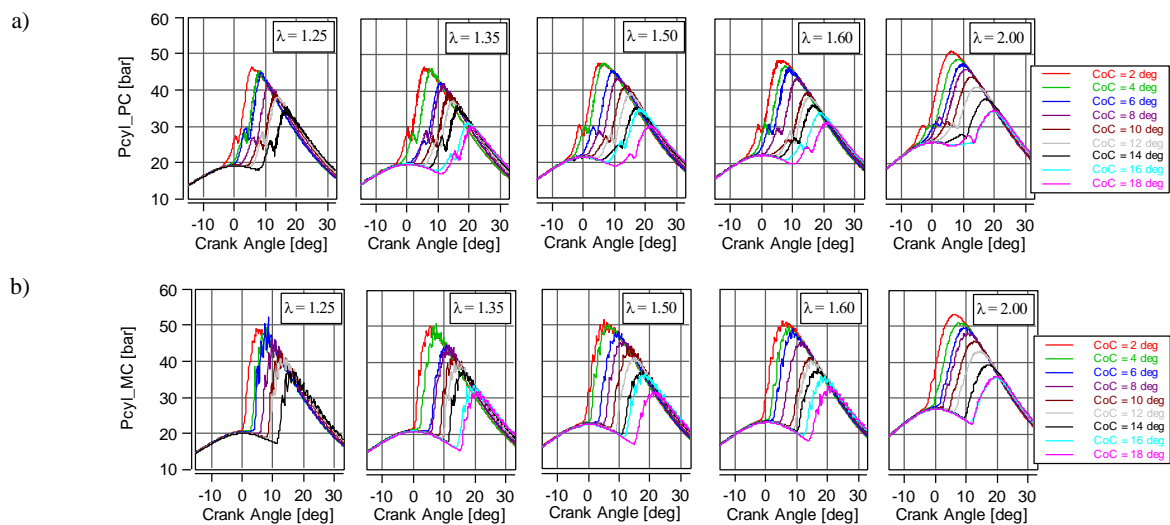 a)
Pcyl_PC [bar]
60
50
40
30
20
10
λ = 1.25
λ = 1.35
λ = 1.50
λ = 1.60
λ = 2.00
-10 0 10 20 30
-10 0 10 20 30
-10 0 10 20 30
-10 0 10 20 30
-10 0 10 20 30
Crank Angle [deg]
Crank Angle [deg]
Crank Angle [deg]
Crank Angle [deg]
Crank Angle [deg]
CoC = 2 deg
CoC = 4 deg
CoC = 6 deg
CoC = 8 deg
CoC = 10 deg
CoC = 12 deg
CoC = 14 deg
CoC = 16 deg
CoC = 18 deg
b)
Pcyl_MC [bar]
60
50
40
30
20
10
λ = 1.25
λ = 1.35
λ = 1.50
λ = 1.60
λ = 2.00
-10 0 10 20 30
-10 0 10 20 30
-10 0 10 20 30
-10 0 10 20 30
-10 0 10 20 30
Crank Angle [deg]
Crank Angle [deg]
Crank Angle [deg]
Crank Angle [deg]
Crank Angle [deg]
CoC = 2 deg
CoC = 4 deg
CoC = 6 deg
CoC = 8 deg
CoC = 10 deg
CoC = 12 deg
CoC = 14 deg
CoC = 16 deg
CoC = 18 deg